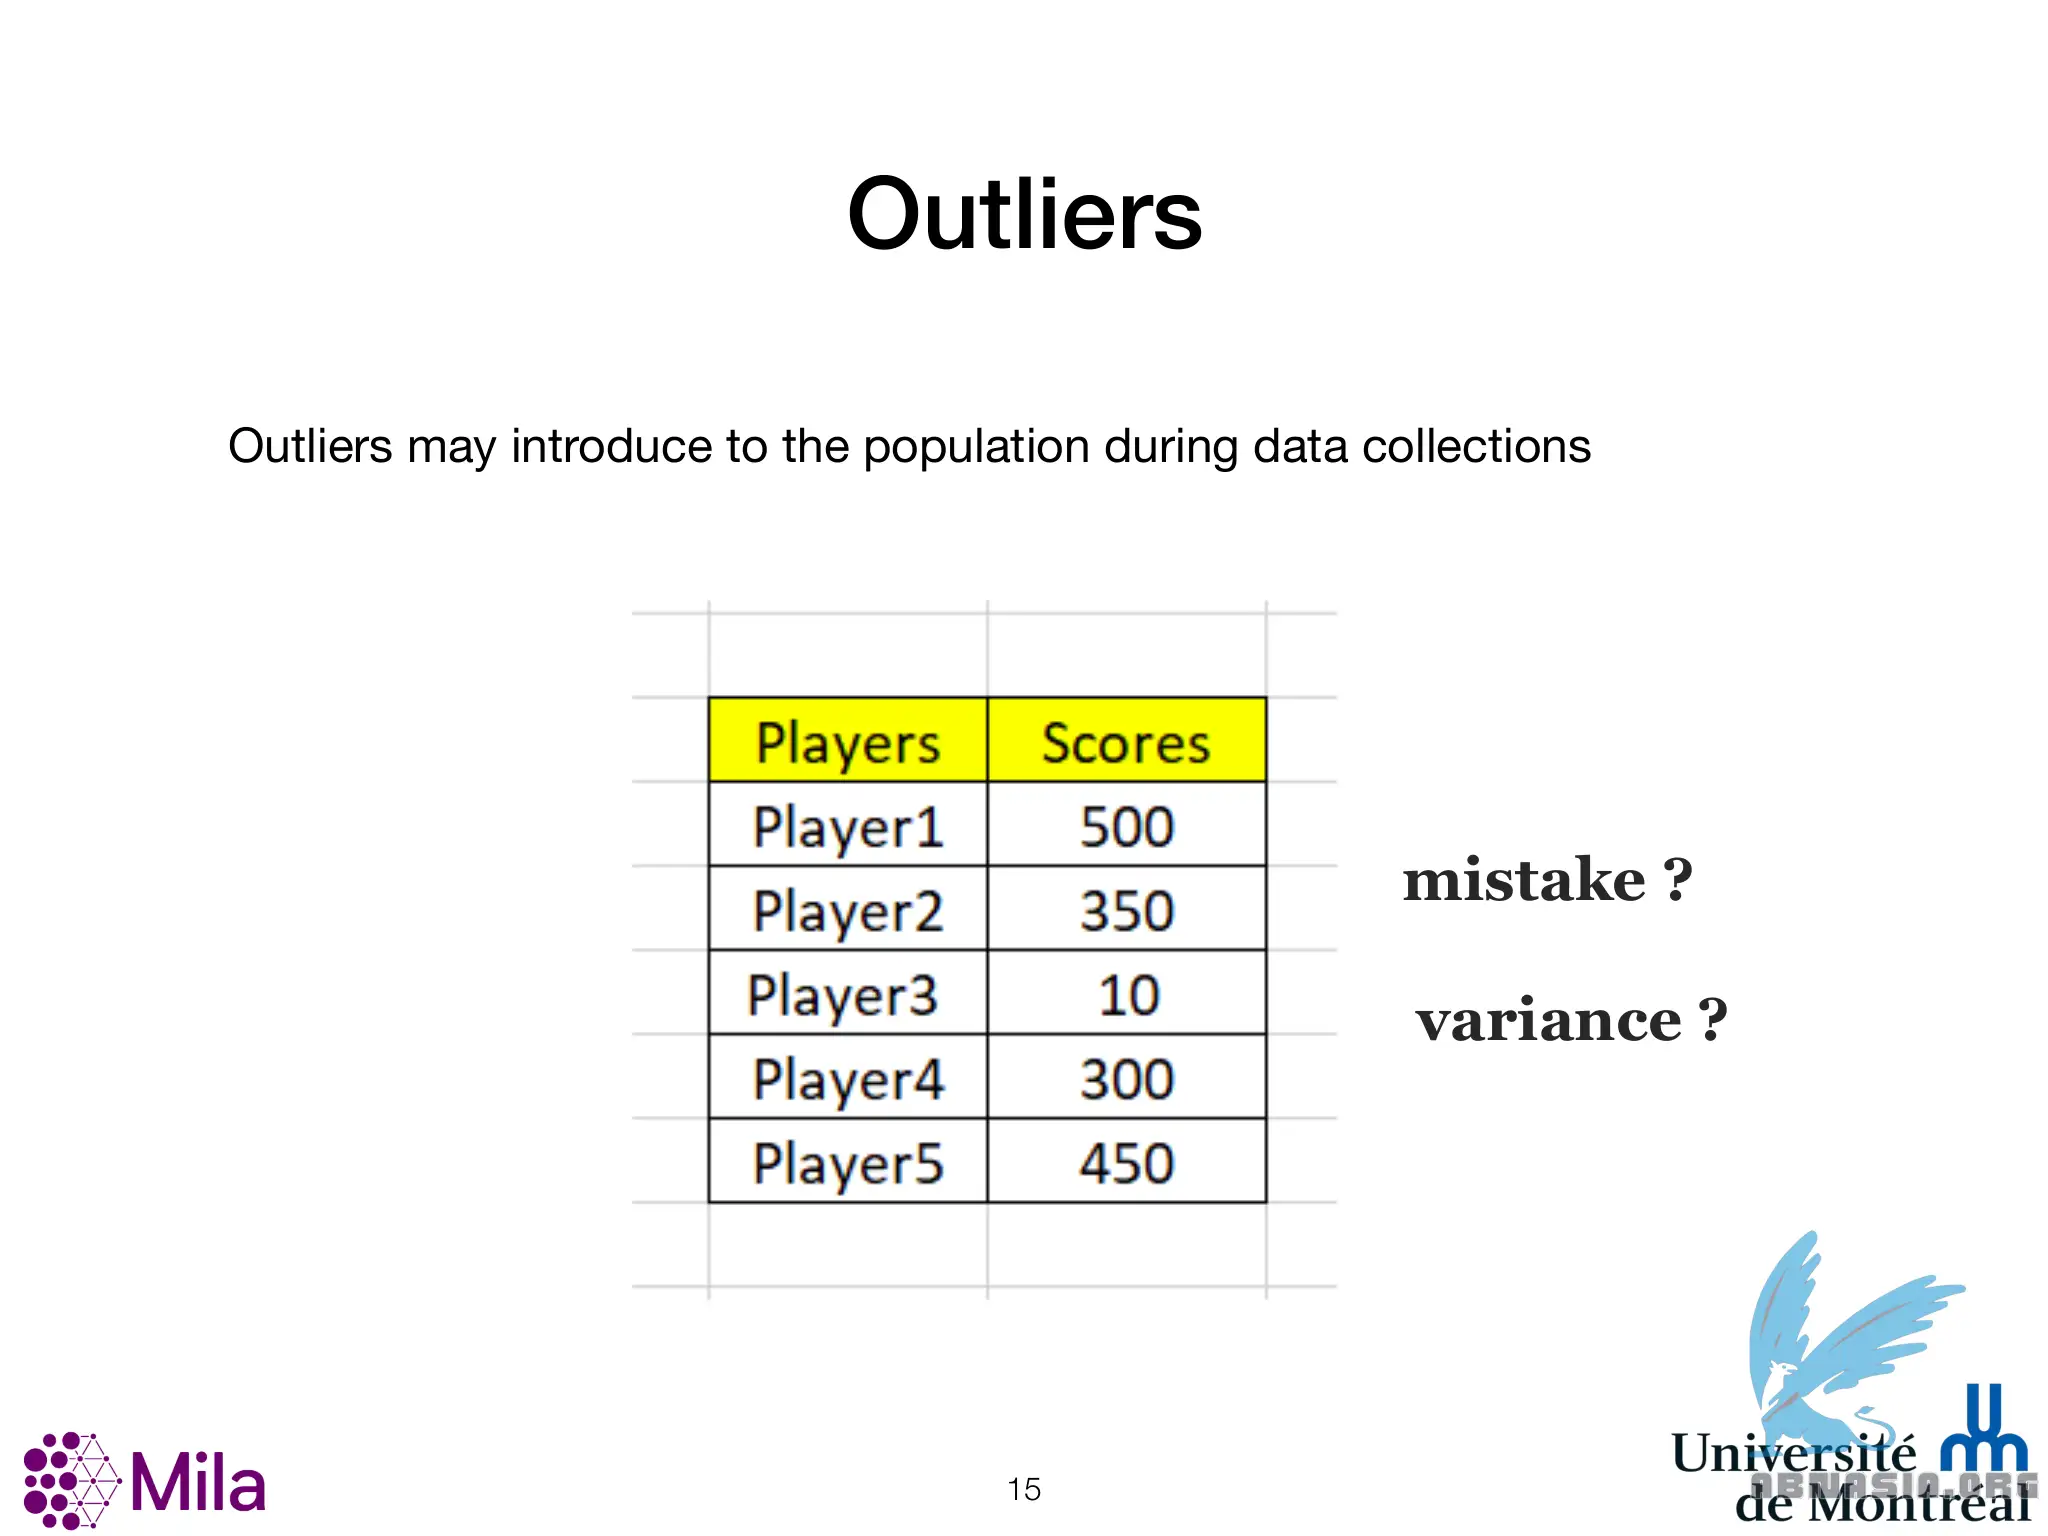 Outliers
Outliers may introduce to the population during data collections
Players Scores
Player1 500
Player2 350
Player3 10
Player4 300
Player5 450
mistake ?
variance ?
Mila
15
Université
de Montréal
ABNASIA.ORG